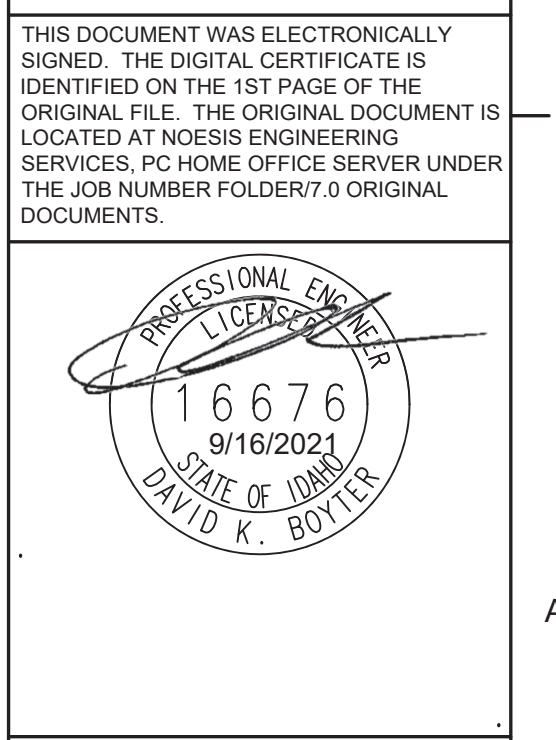 THIS DOCUMENT WAS ELECTRONICALLY
SIGNED. THE DIGITAL CERTIFICATE IS
IDENTIFIED ON THE 1ST PAGE OF THE
ORIGINAL FILE. THE ORIGINAL DOCUMENT IS
LOCATED AT NOESIS ENGINEERING
SERVICES, PC HOME OFFICE SERVER UNDER
THE JOB NUMBER FOLDER/7.0 ORIGINAL
DOCUMENTS.
PROFESSIONAL ENGINEER
LICENSED
16676
9/16/2021
STATE OF IDAHO
DAVID K. BOYTER
A